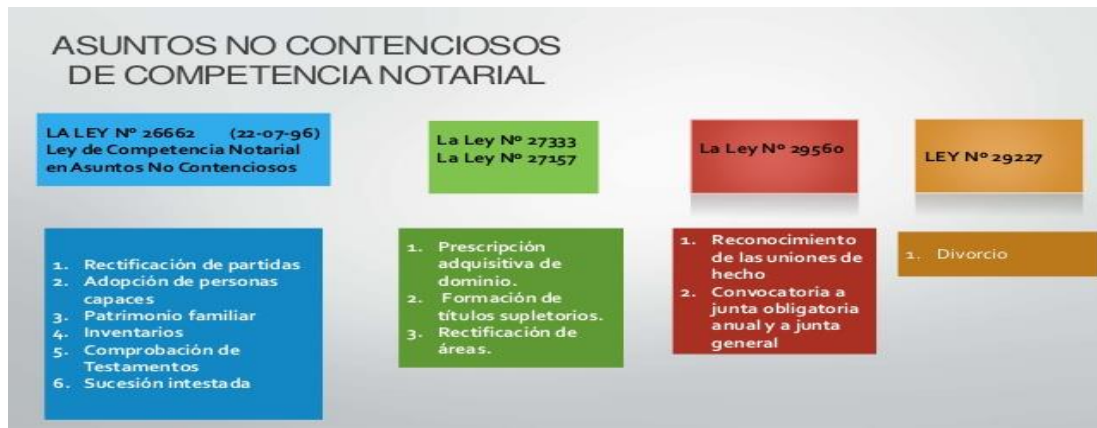 ASUNTOS NO CONTENCIOSOS
DE COMPETENCIA NOTARIAL
LA LEY Nº 26662 (22-07-96)
Ley de Competencia Notarial
en Asuntos No Contenciosos
1. Rectificación de partidas
2. Adopción de personas
capaces
3. Patrimonio familiar
4. Inventarios
5. Comprobación de
Testamentos
6. Sucesión intestada
La Ley Nº 27333
La Ley Nº 27157
1. Prescripción
adquisitiva de
dominio.
2. Formación de
títulos supletorios.
3. Rectificación de
áreas.
La Ley Nº 29560
1. Reconocimiento
de las uniones de
hecho
2. Convocatoria a
junta obligatoria
anual y a junta
general
LEY Nº 29227
1. Divorcio